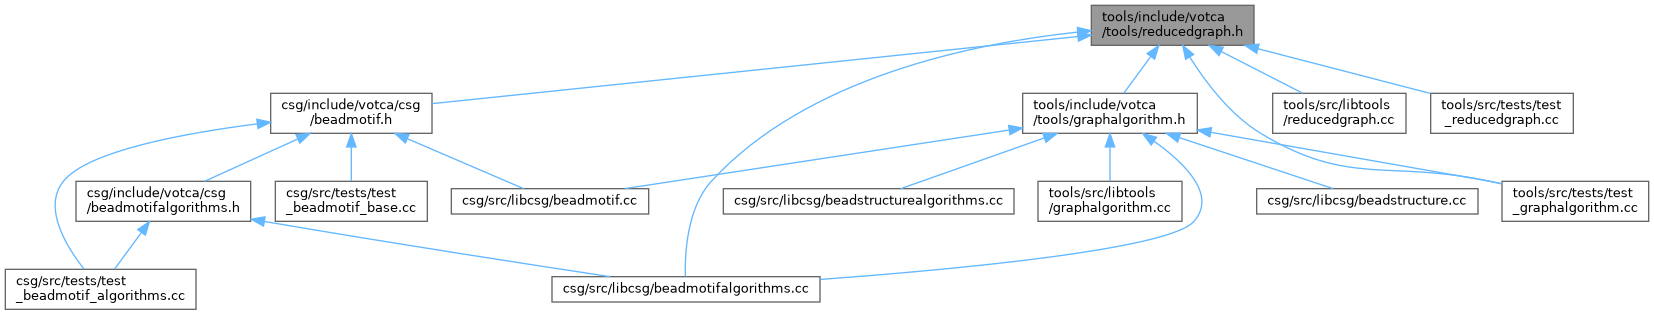 tools/include/votca
/tools/reducedgraph.h
csg/include/votca/csg
/beadmotif.h
tools/include/votca
/tools/graphalgorithm.h
tools/src/libtools
/reducedgraph.cc
tools/src/tests/test
_reducedgraph.cc
csg/include/votca/csg
/beadmotifalgorithms.h
csg/src/tests/test
_beadmotif_base.cc
csg/src/libcsg/beadmotif.cc
csg/src/libcsg/beadstructurealgorithms.cc
tools/src/libtools
/graphalgorithm.cc
csg/src/libcsg/beadstructure.cc
tools/src/tests/test
_graphalgorithm.cc
csg/src/tests/test
_beadmotif_algorithms.cc
csg/src/libcsg/beadmotifalgorithms.cc